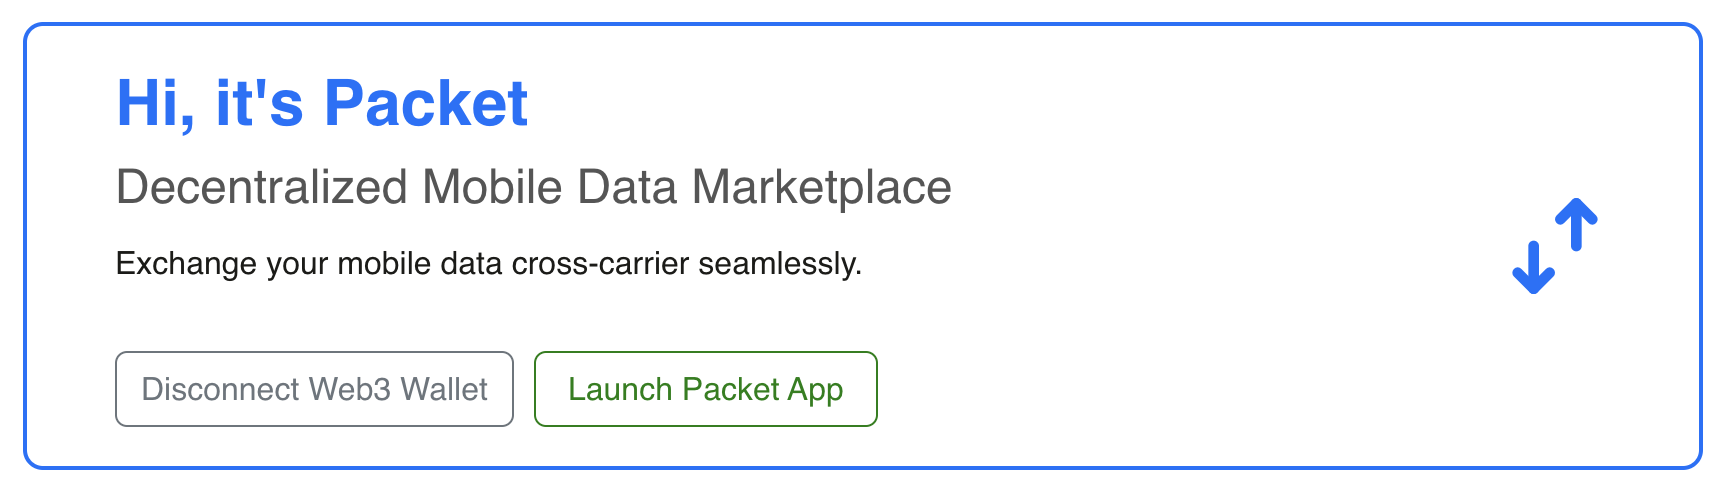 Hi, it's Packet
Decentralized Mobile Data Marketplace
Exchange your mobile data cross-carrier seamlessly.
Disconnect Web3 Wallet
Launch Packet App